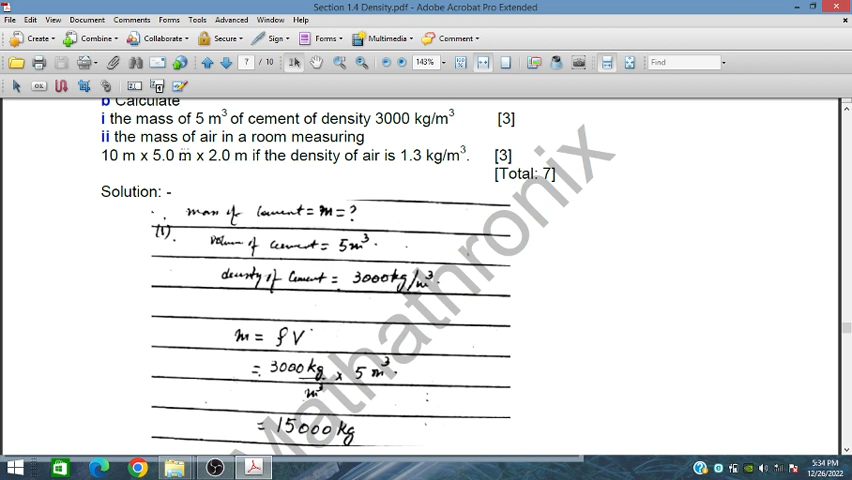 Section 1.4 Density.pdf - Adobe Acrobat Pro Extended
File Edit View Document Comments Forms Tools Advanced Window Help
Create Combine Collaborate Secure Sign Forms Multimedia Comment
7 / 10 143% Find
b Calculate
i the mass of 5 m³ of cement of density 3000 kg/m³ [3]
ii the mass of air in a room measuring
10 m x 5.0 m x 2.0 m if the density of air is 1.3 kg/m³. [3]
[Total: 7]
Solution: -
mass of cement = m = ?
(1). volume of cement = 5m³.
density of cement = 3000kg/m³.
m = ρV
= 3000 kg/m³ x 5 m³.
= 15000 kg
Mathathronix
5:34 PM
12/26/2022